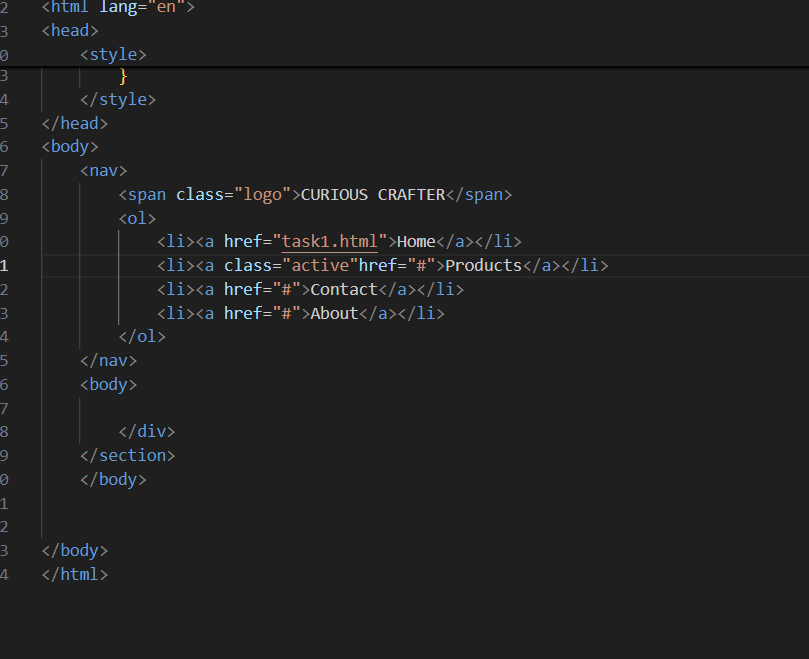 2 <html lang="en">
3 <head>
0 <style>
3 }
4 </style>
5 </head>
6 <body>
7 <nav>
8 <span class="logo">CURIOUS CRAFTER</span>
9 <ol>
0 <li><a href="task1.html">Home</a></li>
1 <li><a class="active"href="#">Products</a></li>
2 <li><a href="#">Contact</a></li>
3 <li><a href="#">About</a></li>
4 </ol>
5 </nav>
6 <body>
7
8 </div>
9 </section>
0 </body>
1
2
3 </body>
4 </html>